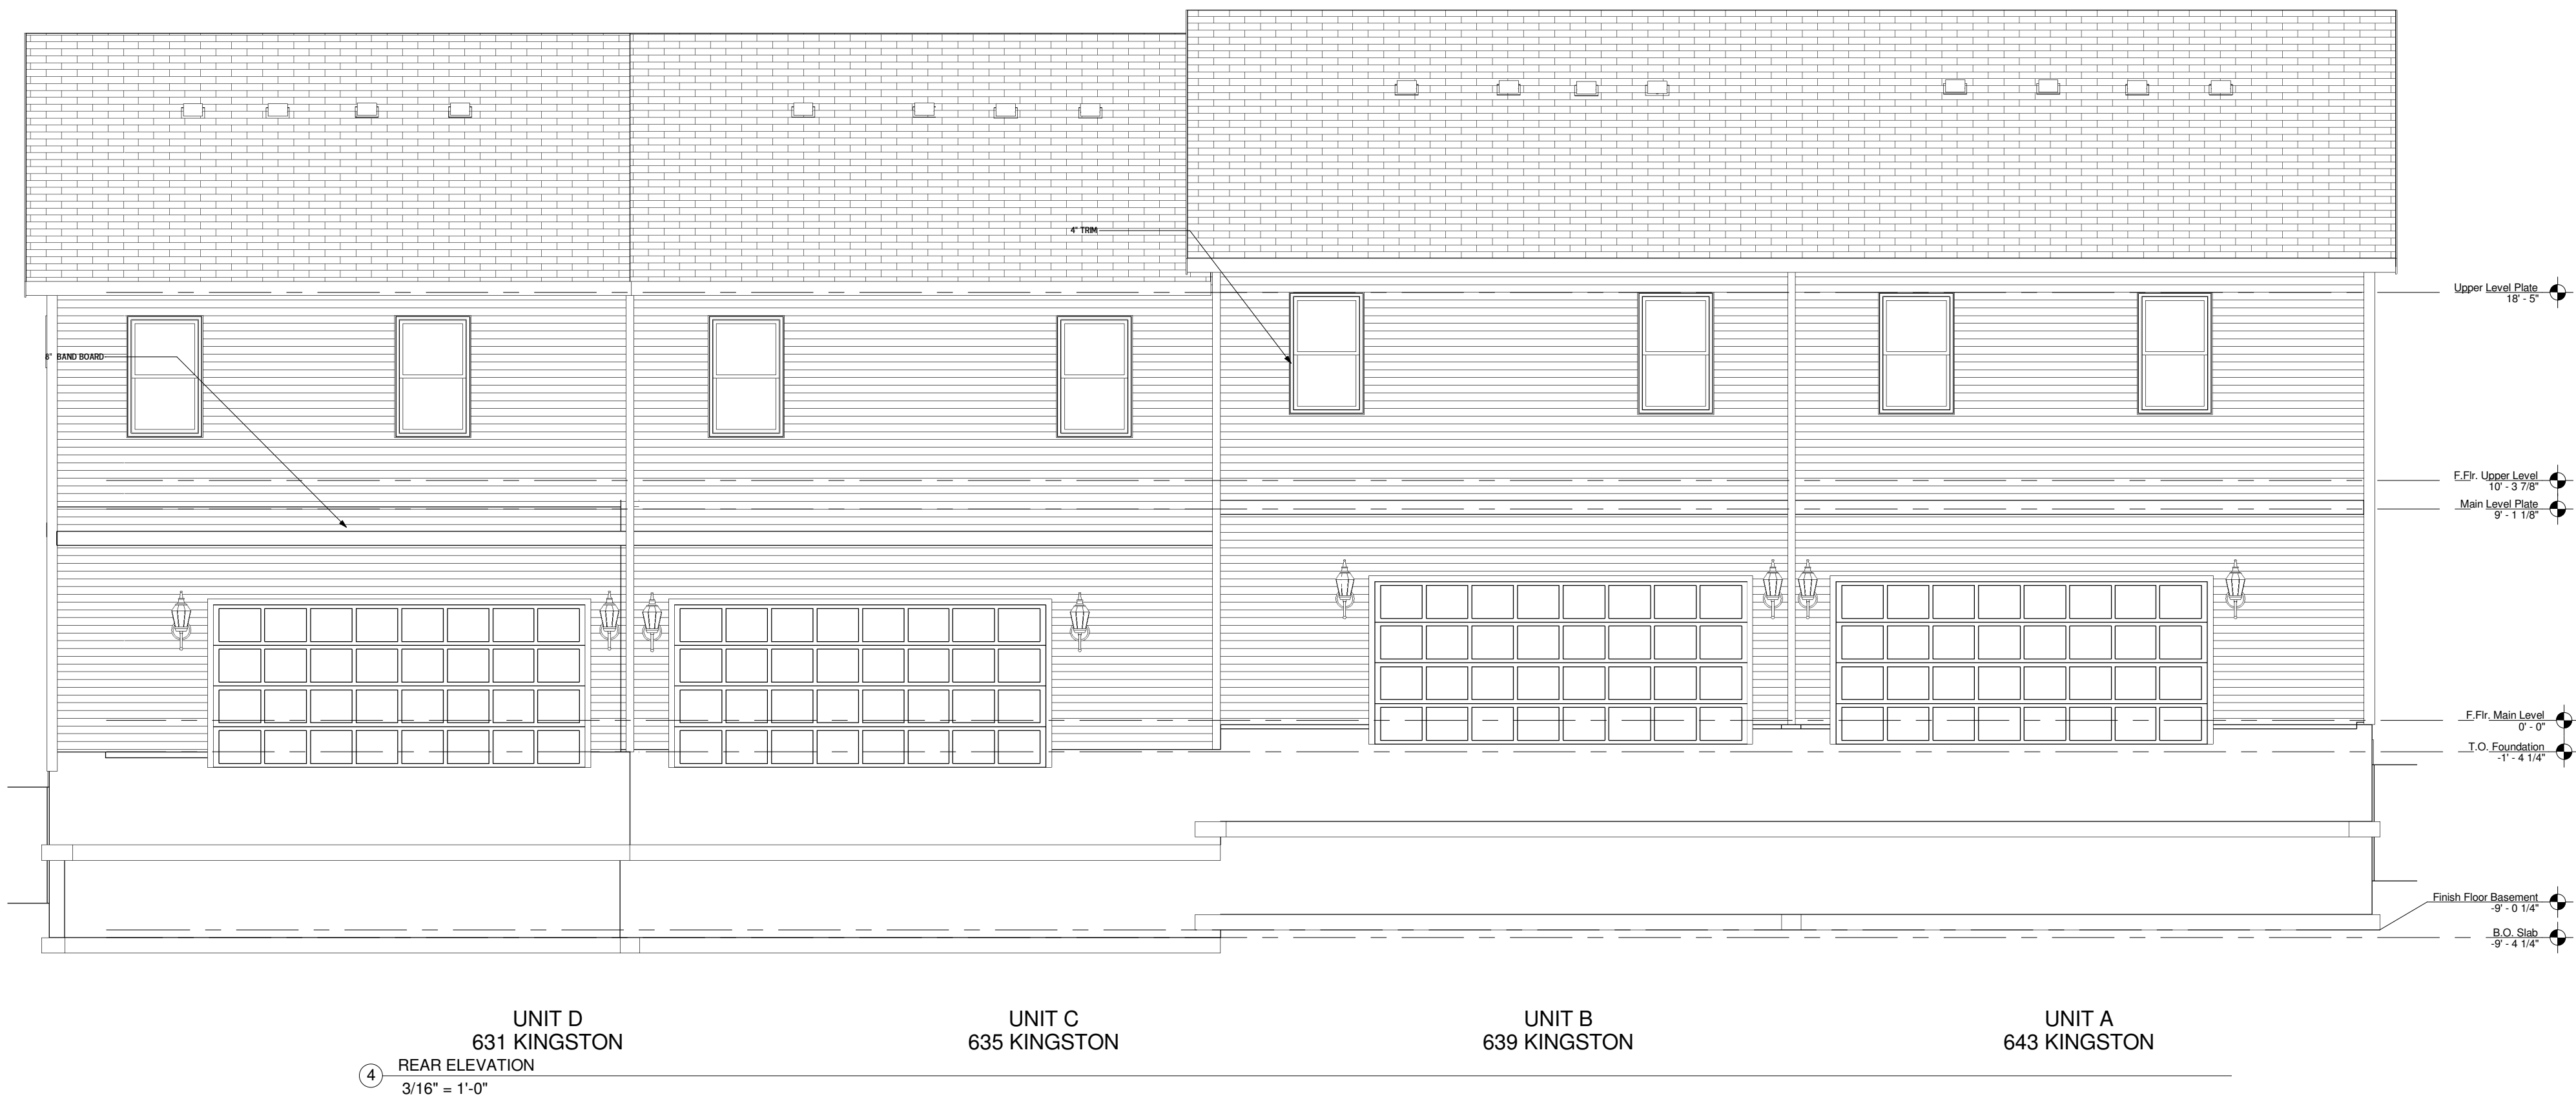 4" TRIM
Upper Level Plate
18' - 5"
8" BAND BOARD
F.Flr. Upper Level
10' - 3 7/8"
Main Level Plate
9' - 1 1/8"
F.Flr. Main Level
0' - 0"
T.O. Foundation
-1' - 4 1/4"
Finish Floor Basement
-9' - 0 1/4"
B.O. Slab
-9' - 4 1/4"
UNIT D
631 KINGSTON
UNIT C
635 KINGSTON
UNIT B
639 KINGSTON
UNIT A
643 KINGSTON
4
REAR ELEVATION
3/16" = 1'-0"